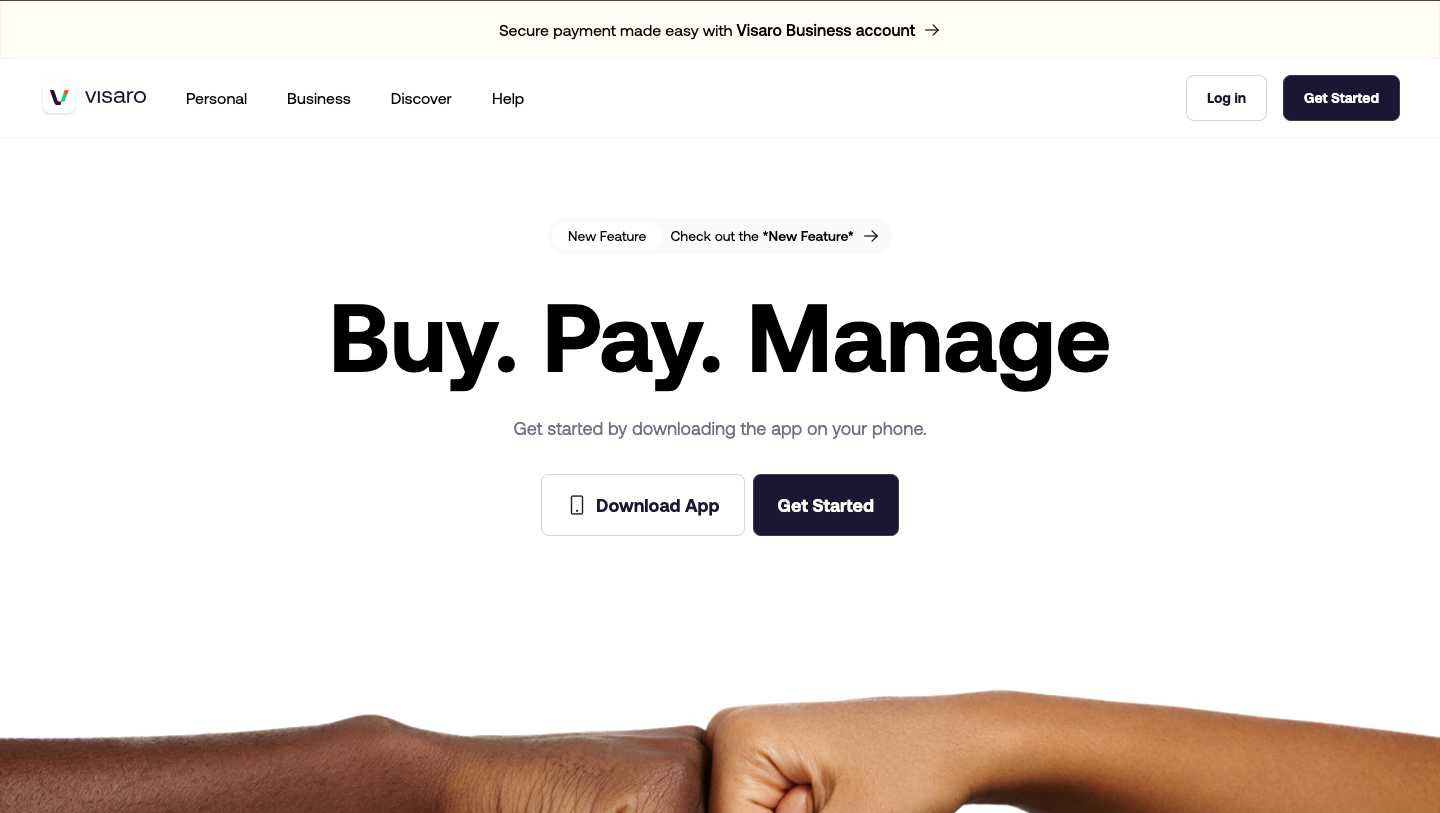 Secure payment made easy with Visaro Business account
visaro
Personal
Business
Discover
Help
Log in
Get Started
New Feature
Check out the *New Feature*
Buy. Pay. Manage
Get started by downloading the app on your phone.
Download App
Get Started